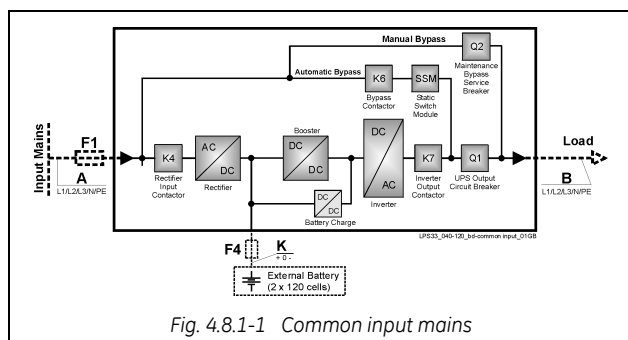 Manual Bypass
Q2
Maintenance
Bypass
Service
Breaker
Automatic Bypass
K6
SSM
Bypass
Contactor
Static
Switch
Module
Input Mains
F1
A
L1/L2/L3/N/PE
K4
Rectifier
Input
Contactor
AC
DC
Rectifier
Booster
DC
DC
DC
DC
Battery Charge
DC
AC
Inverter
K7
Inverter
Output
Contactor
Q1
UPS Output
Circuit Breaker
Load
B
L1/L2/L3/N/PE
LPS33_040-120_bd-common input_01GB
F4
K
+ 0 -
External Battery
(2 x 120 cells)
Fig. 4.8.1-1 Common input mains